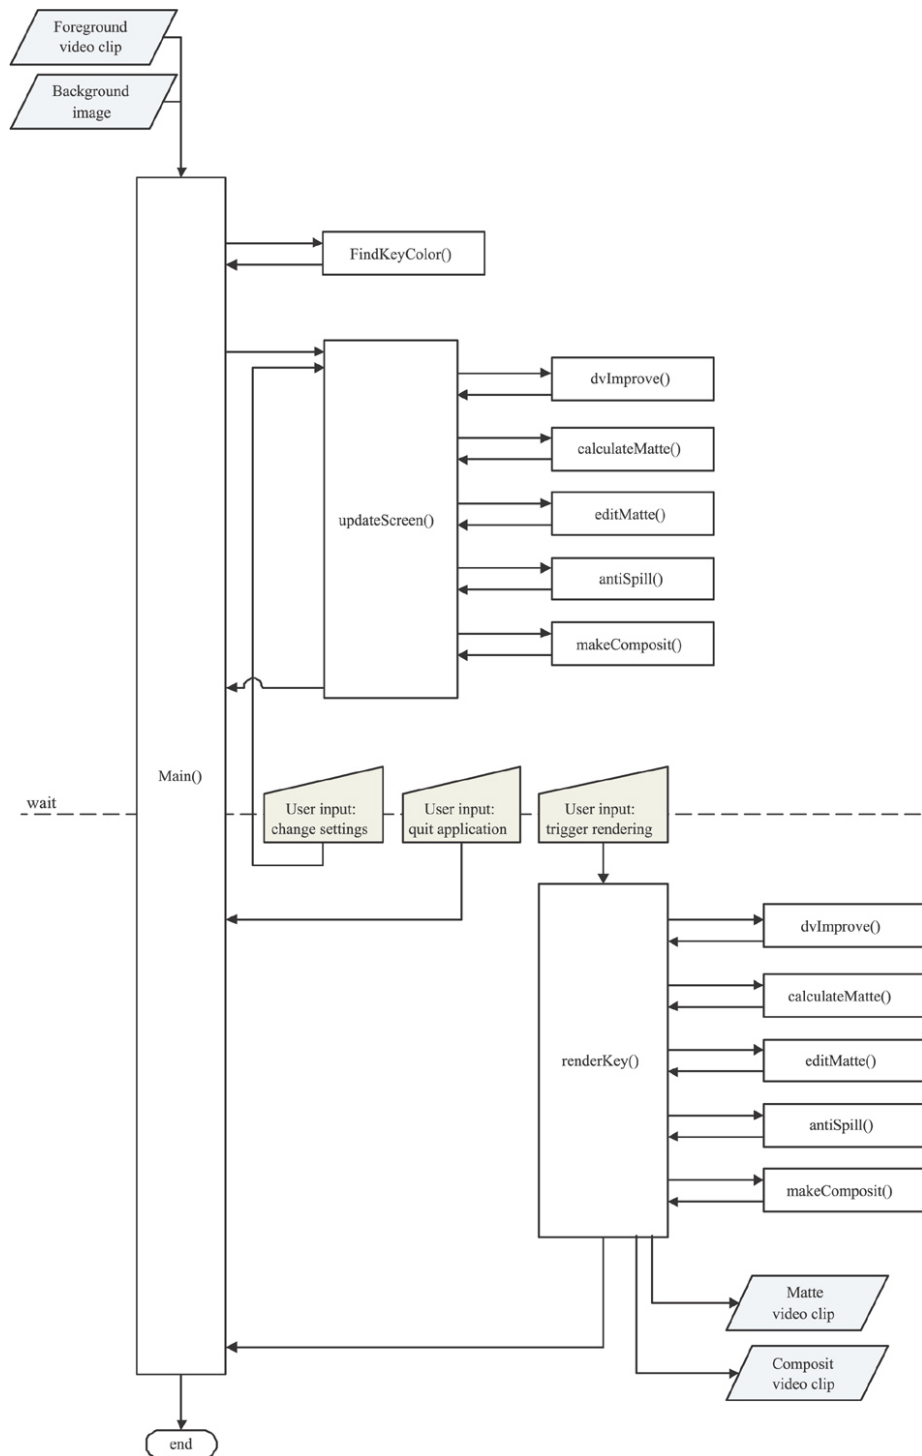 Foreground
video clip
Background
image
FindKeyColor()
dvImprove()
calculateMatte()
updateScreen()
editMatte()
antiSpill()
makeComposit()
Main()
wait
User input:
change settings
User input:
quit application
User input:
trigger rendering
dvImprove()
calculateMatte()
renderKey()
editMatte()
antiSpill()
makeComposit()
Matte
video clip
Composit
video clip
end